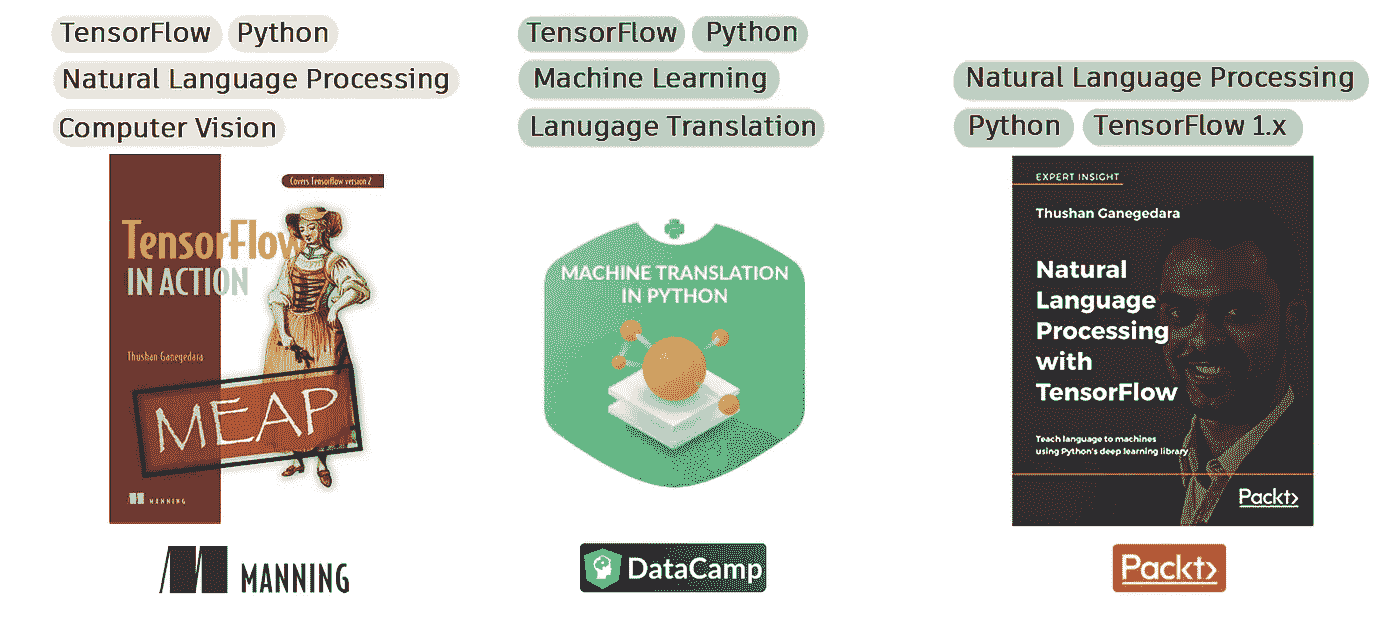 TensorFlow Python
Natural Language Processing
Computer Vision
Covers Tensorflow version 2
TensorFlow
IN ACTION
Thushan Ganegedara
MEAP
MANNING
MANNING
TensorFlow Python
Machine Learning
Lanugage Translation
MACHINE TRANSLATION
IN PYTHON
DataCamp
Natural Language Processing
Python TensorFlow 1.x
EXPERT INSIGHT
Thushan Ganegedara
Natural
Language
Processing
with
TensorFlow
Teach language to machines
using Python's deep learning library
Packt>
Packt>